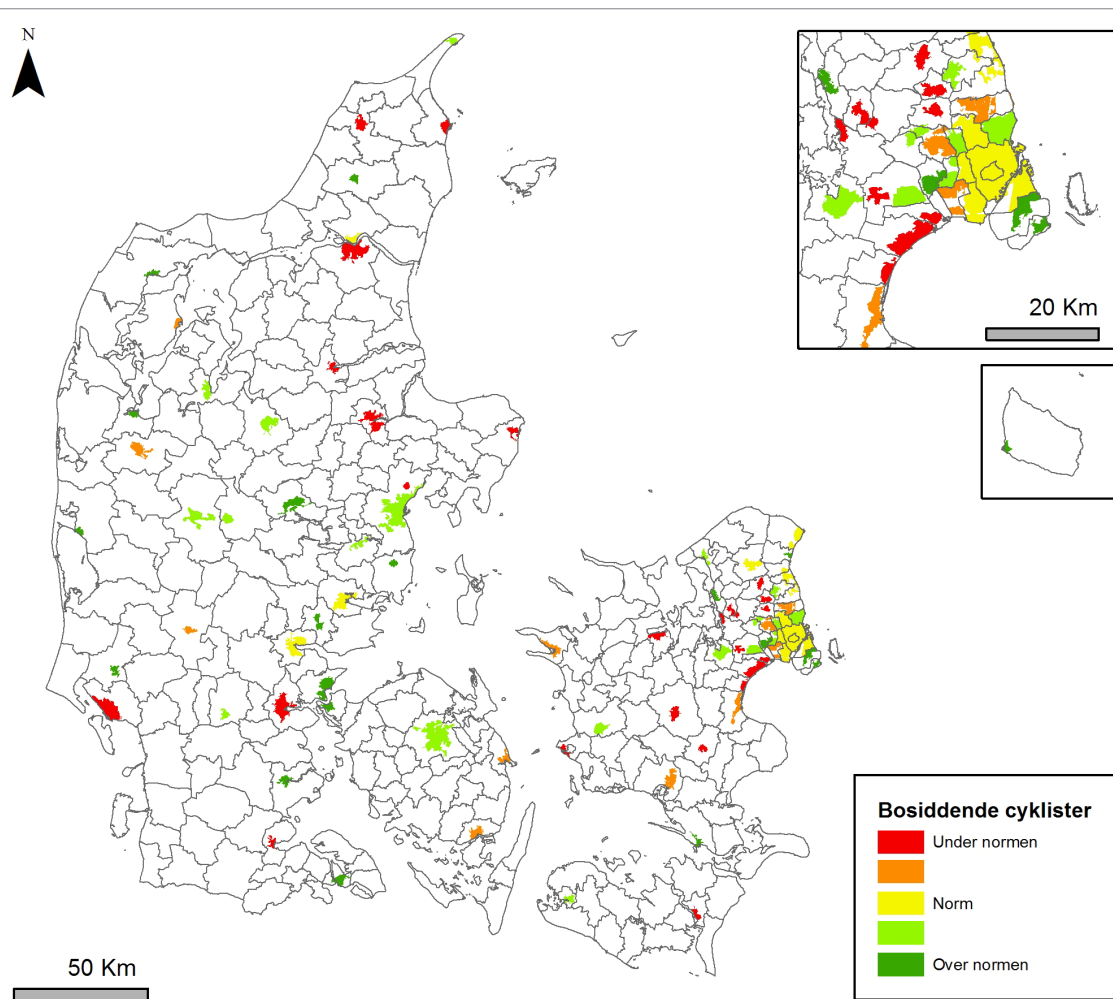 N
20 Km
Bosiddende cyklister
Under normen
Norm
Over normen
50 Km